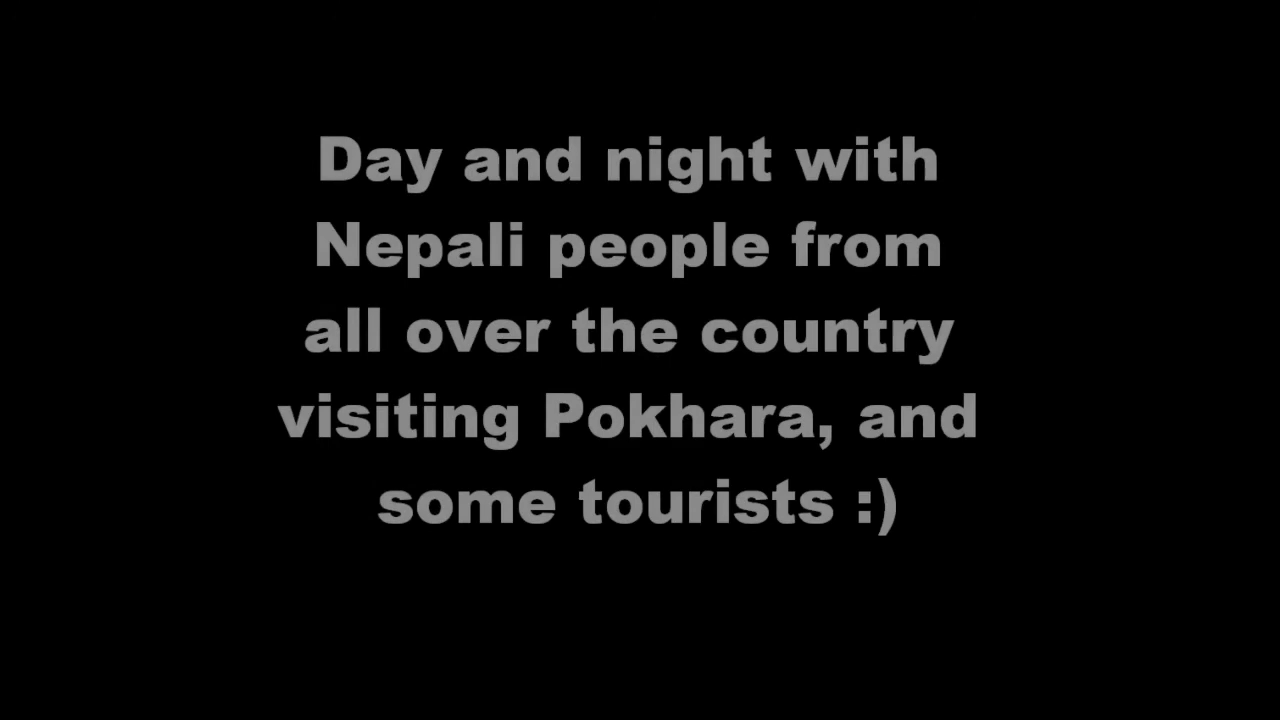 Day and night with
Nepali people from
all over the country
visiting Pokhara, and
some tourists :)